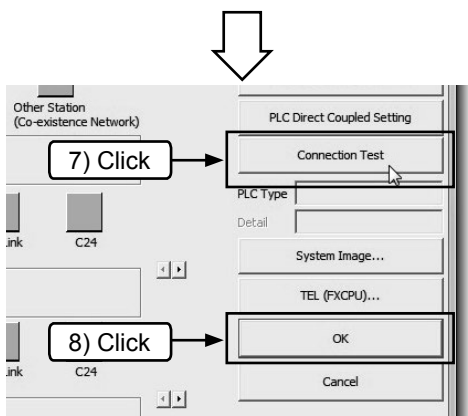 Other Station
(Co-existence Network)
PLC Direct Coupled Setting
7) Click
Connection Test
PLC Type
Detail
C24
System Image...
TEL (FXCPU)...
8) Click
OK
C24
Cancel